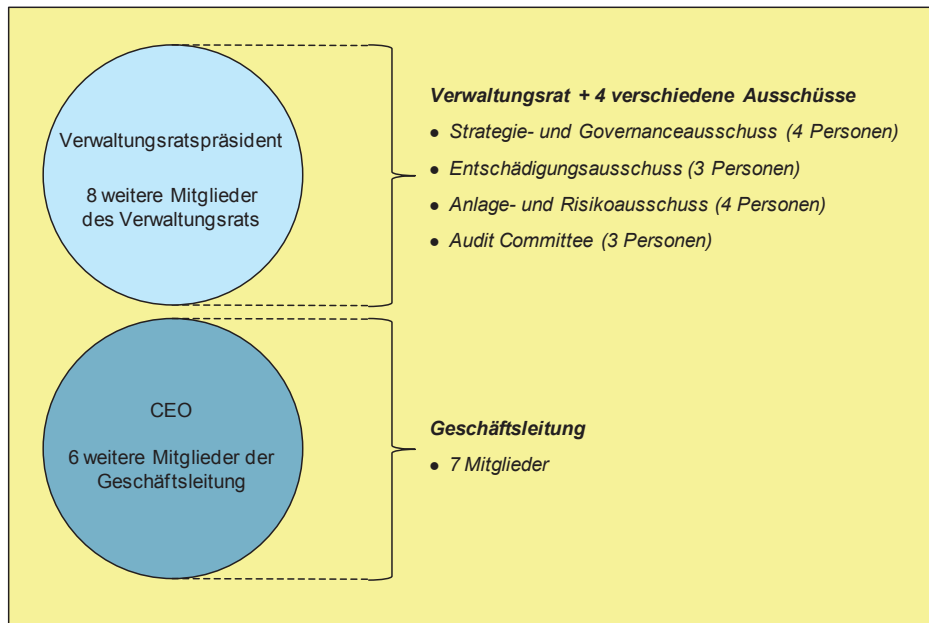 Verwaltungsratspräsident
8 weitere Mitglieder
des Verwaltungsrats
Verwaltungsrat + 4 verschiedene Ausschüsse
• Strategie- und Governanceausschuss (4 Personen)
• Entschädigungsausschuss (3 Personen)
• Anlage- und Risikoausschuss (4 Personen)
• Audit Committee (3 Personen)
CEO
6 weitere Mitglieder der
Geschäftsleitung
Geschäftsleitung
• 7 Mitglieder